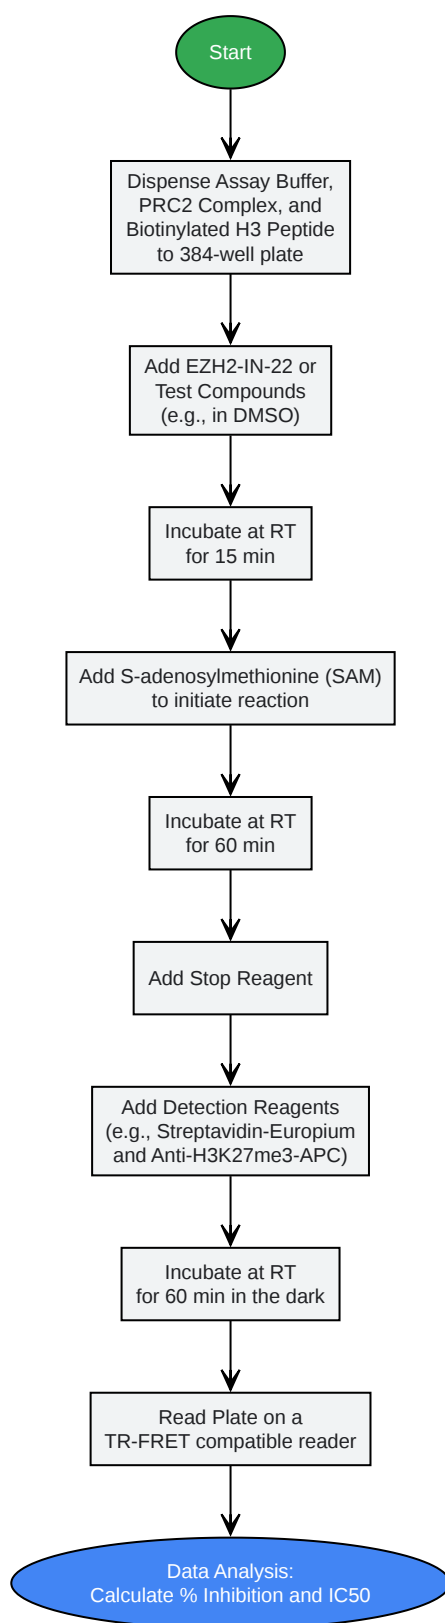 Start
Dispense Assay Buffer,
PRC2 Complex, and
Biotinylated H3 Peptide
to 384-well plate
Add EZH2-IN-22 or
Test Compounds
(e.g., in DMSO)
Incubate at RT
for 15 min
Add S-adenosylmethionine (SAM)
to initiate reaction
Incubate at RT
for 60 min
Add Stop Reagent
Add Detection Reagents
(e.g., Streptavidin-Europium
and Anti-H3K27me3-APC)
Incubate at RT
for 60 min in the dark
Read Plate on a
TR-FRET compatible reader
Data Analysis:
Calculate % Inhibition and IC50